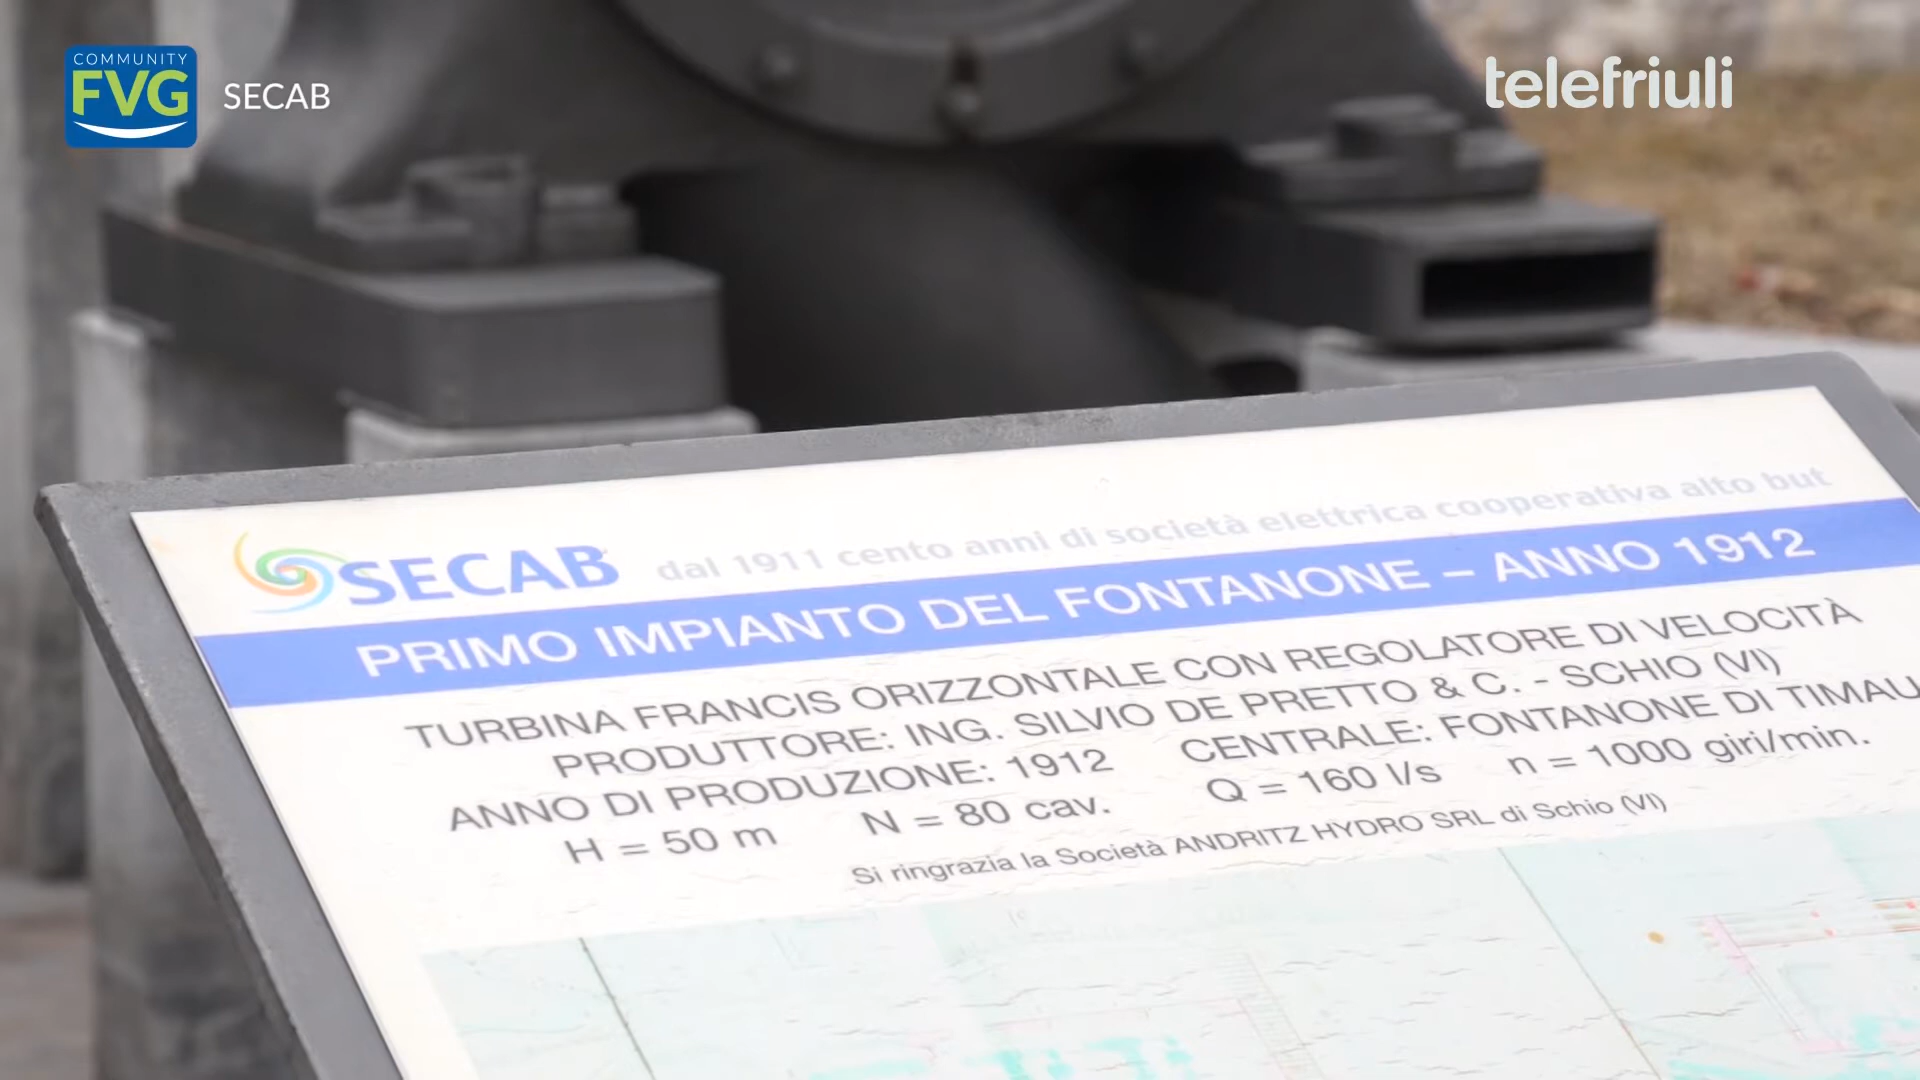 COMMUNITY
FVG
SECAB
telefriuli
SECAB dal 1911 cento anni di società elettrica cooperativa alto but
PRIMO IMPIANTO DEL FONTANONE – ANNO 1912
TURBINA FRANCIS ORIZZONTALE CON REGOLATORE DI VELOCITÀ
PRODUTTORE: ING. SILVIO DE PRETTO & C. - SCHIO (VI)
ANNO DI PRODUZIONE: 1912 CENTRALE: FONTANONE DI TIMAU
H = 50 m N = 80 cav. Q = 160 l/s n = 1000 giri/min.
Si ringrazia la Società ANDRITZ HYDRO SRL di Schio (VI)